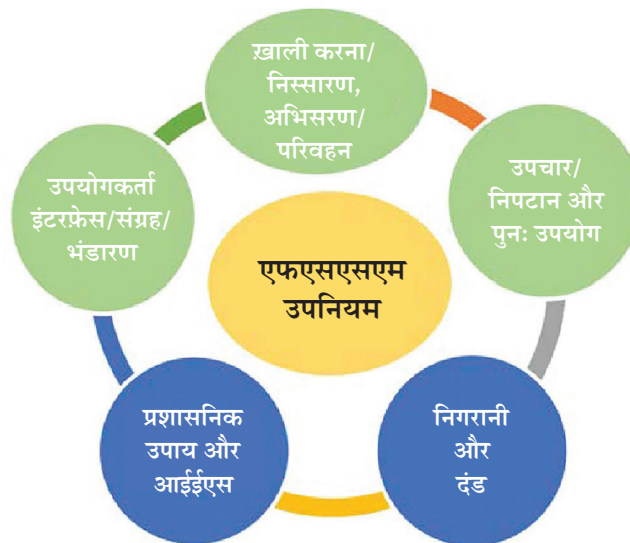 ख़ाली करना/
निस्सारण,
अभिसरण/
परिवहन
उपयोगकर्ता
इंटरफ़ेस/संग्रह/
भंडारण
उपचार/
निपटान और
पुनः उपयोग
एफएसएसएम
उपनियम
प्रशासनिक
उपाय और
आईईएस
निगरानी
और
दंड